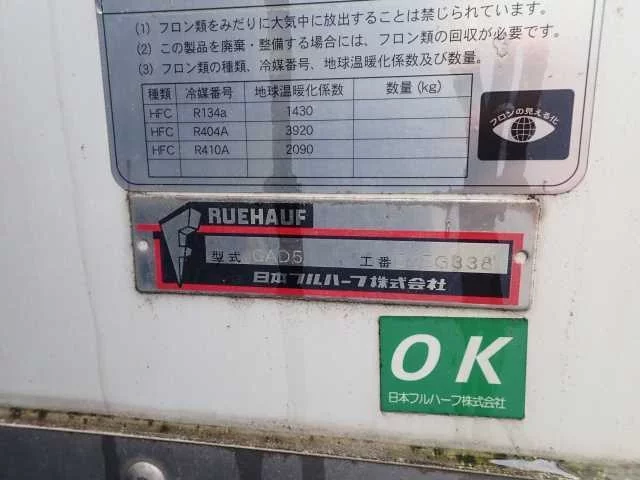 (1) フロン類をみだりに大気中に放出することは禁じられています。
(2) この製品を廃棄・整備する場合には、フロン類の回収が必要です。
(3) フロン類の種類、冷媒番号、地球温暖化係数及び数量。
種類 冷媒番号 地球温暖化係数 数量(kg)
HFC R134a 1430
HFC R404A 3920
HFC R410A 2090
フロンの見える化
RUEHAUF
型式 GAD5 工番 G338
日本フルハーフ株式会社
OK
日本フルハーフ株式会社